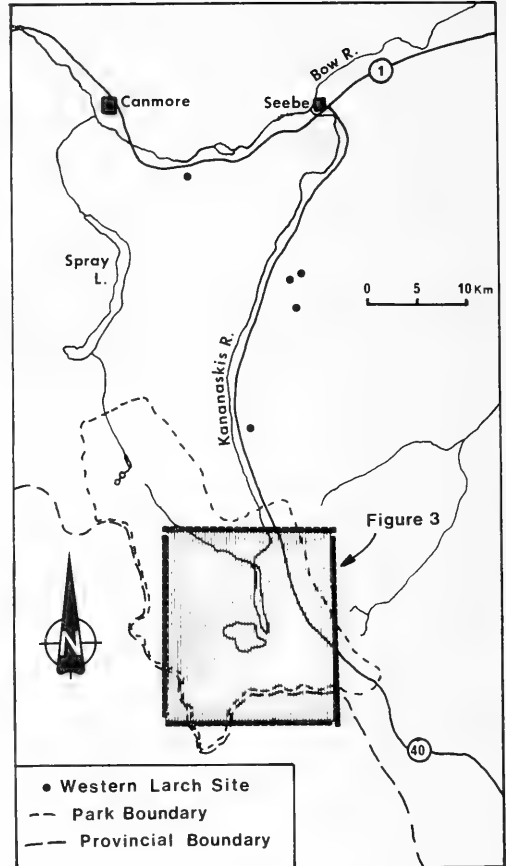 Bow R.
1
Canmore
Seebe
Spray
L.
0 5 10 Km
Kananaskis R.
Figure 3
N
40
Western Larch Site
Park Boundary
Provincial Boundary